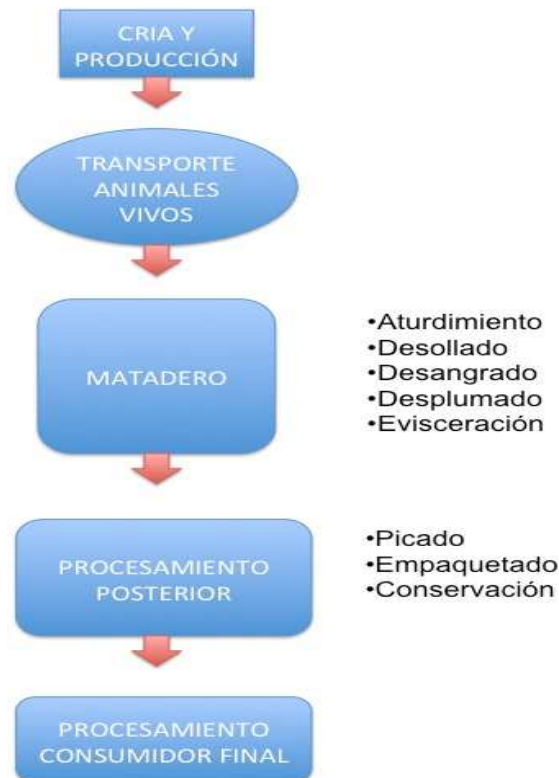 CRIA Y
PRODUCCIÓN
TRANSPORTE
ANIMALES
VIVOS
MATADERO
•Aturdimiento
•Desollado
•Desangrado
•Desplumado
•Evisceración
PROCESAMIENTO
POSTERIOR
•Picado
•Empaquetado
•Conservación
PROCESAMIENTO
CONSUMIDOR FINAL